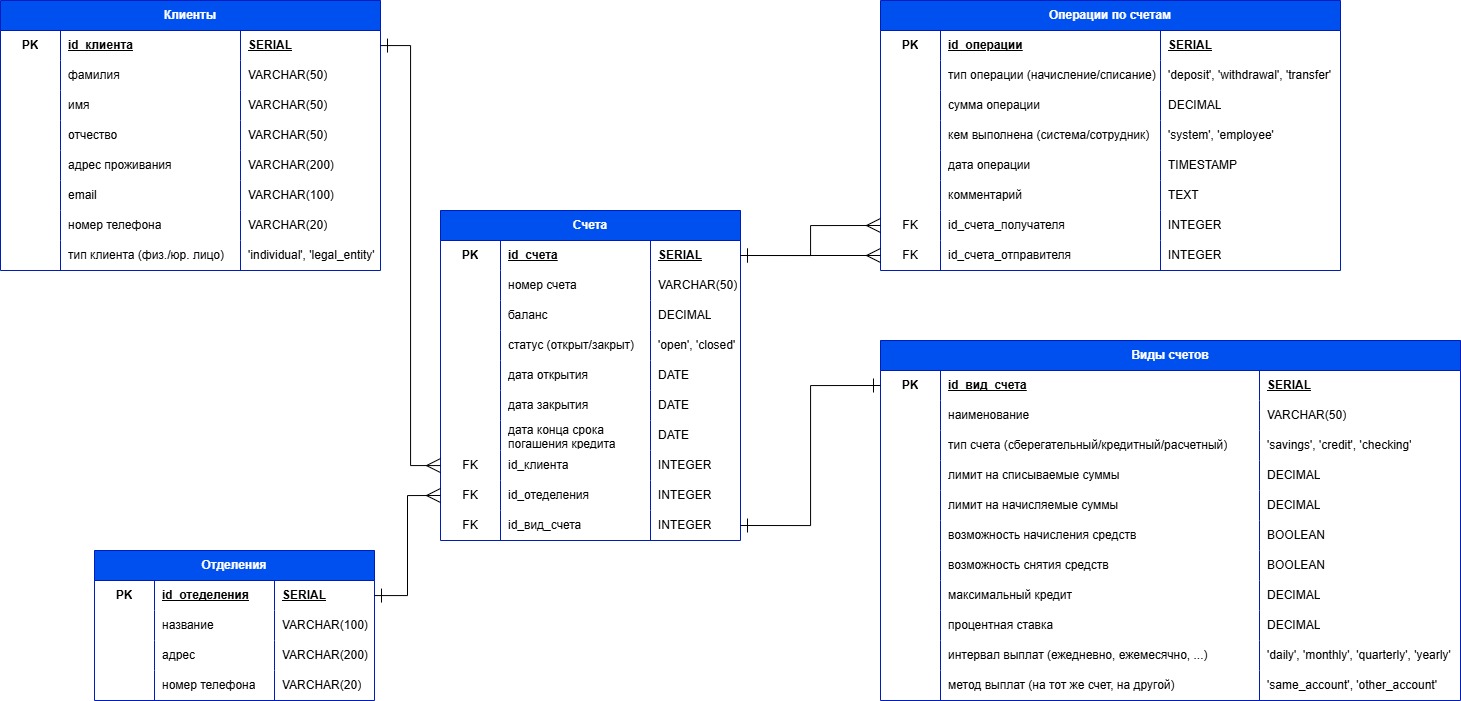 Клиенты
PK id_клиента SERIAL
фамилия VARCHAR(50)
имя VARCHAR(50)
отчество VARCHAR(50)
адрес проживания VARCHAR(200)
email VARCHAR(100)
номер телефона VARCHAR(20)
тип клиента (физ./юр. лицо) 'individual', 'legal_entity'
Операции по счетам
PK id_операции SERIAL
тип операции (начисление/списание) 'deposit', 'withdrawal', 'transfer'
сумма операции DECIMAL
кем выполнена (система/сотрудник) 'system', 'employee'
дата операции TIMESTAMP
комментарий TEXT
FK id_счета_получателя INTEGER
FK id_счета_отправителя INTEGER
Счета
PK id_счета SERIAL
номер счета VARCHAR(50)
баланс DECIMAL
статус (открыт/закрыт) 'open', 'closed'
дата открытия DATE
дата закрытия DATE
дата конца срока
погашения кредита DATE
FK id_клиента INTEGER
FK id_отеделения INTEGER
FK id_вид_счета INTEGER
Виды счетов
PK id_вид_счета SERIAL
наименование VARCHAR(50)
тип счета (сберегательный/кредитный/расчетный) 'savings', 'credit', 'checking'
лимит на списываемые суммы DECIMAL
лимит на начисляемые суммы DECIMAL
возможность начисления средств BOOLEAN
возможность снятия средств BOOLEAN
максимальный кредит DECIMAL
процентная ставка DECIMAL
интервал выплат (ежедневно, ежемесячно, ...) 'daily', 'monthly', 'quarterly', 'yearly'
метод выплат (на тот же счет, на другой) 'same_account', 'other_account'
Отделения
PK id_отеделения SERIAL
название VARCHAR(100)
адрес VARCHAR(200)
номер телефона VARCHAR(20)